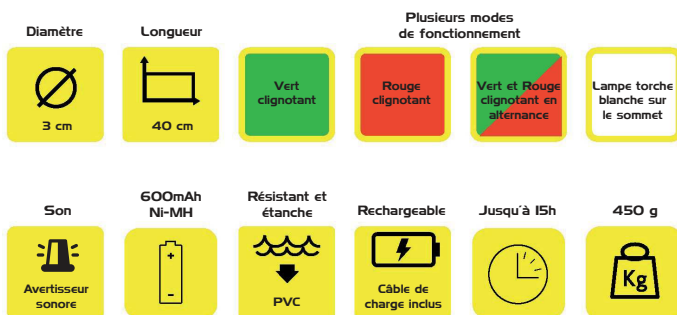 Diamètre
Longueur
Plusieurs modes
de fonctionnement
3 cm
40 cm
Vert
clignotant
Rouge
clignotant
Vert et Rouge
clignotant en
alternance
Lampe torche
blanche sur
le sommet
Son
600mAh
Ni-MH
Résistant et
étanche
Rechargeable
Jusqu'à 15h
450 g
Avertisseur
sonore
+
-
PVC
Câble de
charge inclus
Kg